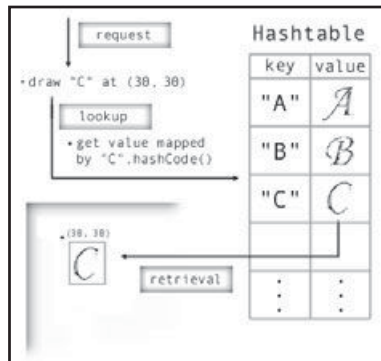 request
• draw "C" at (30, 30)
lookup
• get value mapped
by "C".hashCode()
(30, 30)
C
retrieval
Hashtable
key value
"A" A
"B" B
"C" C